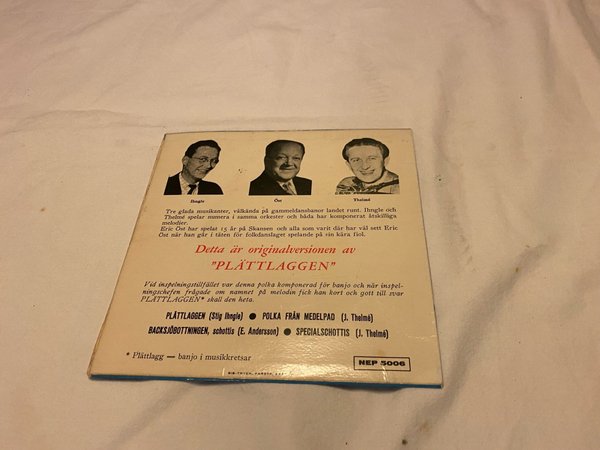 Ihngle Öst Thelmé
Tre glada musikanter, välkända på gammeldansbanor landet runt. Ihngle och
Thelmé spelar numera i samma orkester och båda har komponerat åtskilliga
melodier.
Eric Öst har spelat 15 år på Skansen och alla som varit där har väl sett Eric
Öst när han går i täten för folkdanslaget spelande på sin kära fiol.
Detta är originalversionen av
"PLÄTTLAGGEN"
Vid inspelningstillfället var denna polka komponerad för banjo och när inspel-
ningschefen frågade om namnet på melodin fick han kort och gott till svar
PLÄTTLAGGEN* skall den heta.
PLÄTTLAGGEN (Stig Ihngle) ● POLKA FRÅN MEDELPAD (J. Thelmé)
BACKSJÖBOTTNINGEN, schottis (E. Andersson) ● SPECIALSCHOTTIS (J. Thelmé)
* Plättlagg — banjo i musikkretsar
NEP 5006